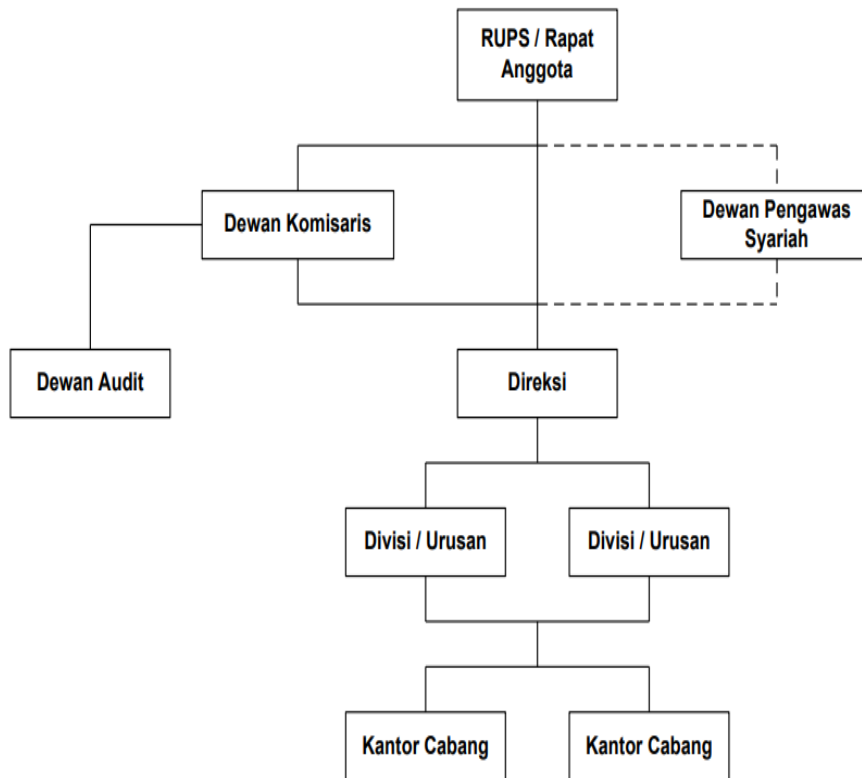 RUPS / Rapat
Anggota
Dewan Komisaris
Dewan Pengawas
Syariah
Dewan Audit
Direksi
Divisi / Urusan
Divisi / Urusan
Kantor Cabang
Kantor Cabang